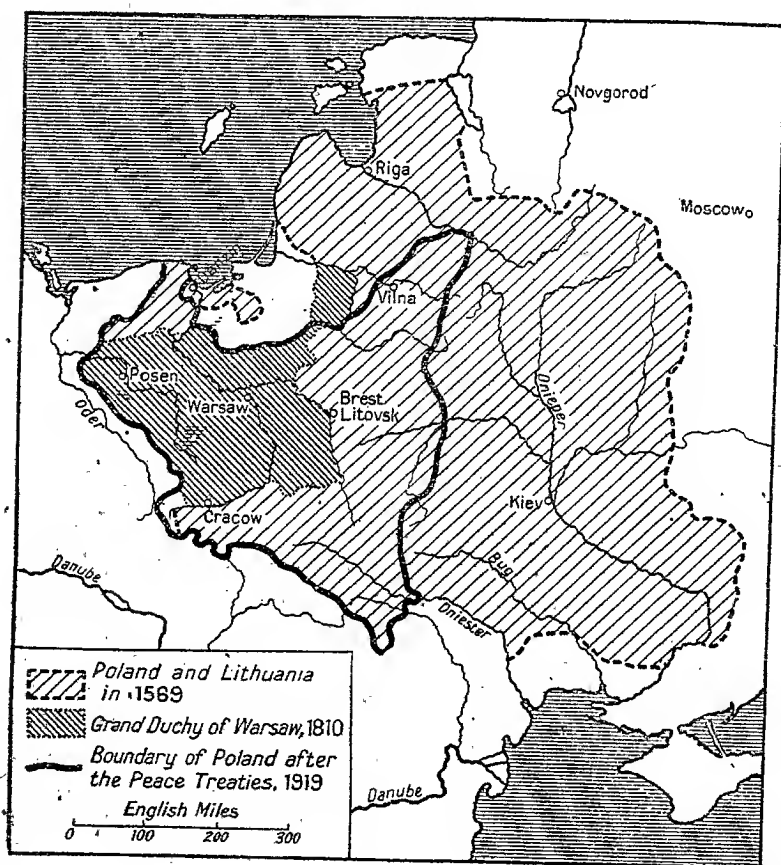 Novgorod
Riga
Moscow
Vilna
Posen
Oder
Warsaw
Brest
Litovsk
Dnieper
Kiev
Cracow
Bug
Danube
Dniester
Poland and Lithuania
in 1569
Grand Duchy of Warsaw, 1810
Boundary of Poland after
the Peace Treaties, 1919
English Miles
0 100 200 300
Danube